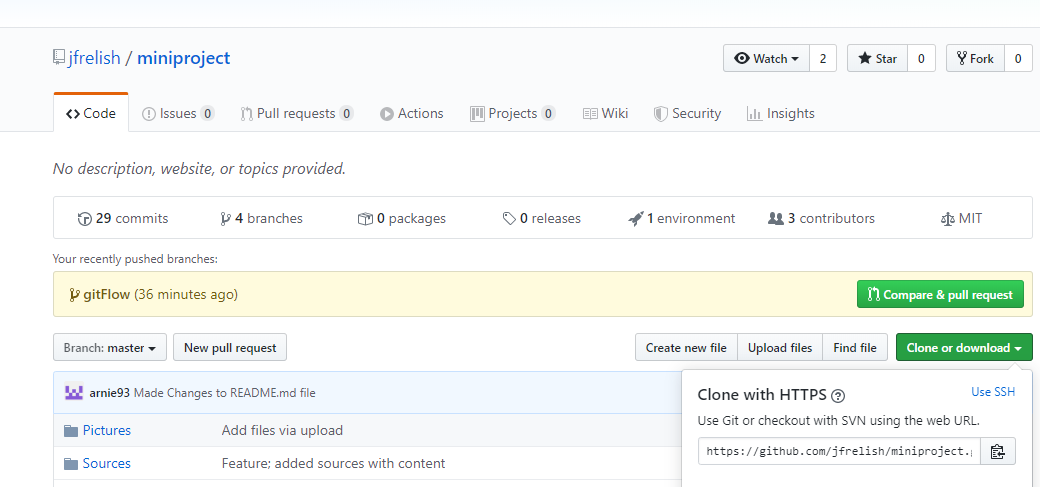 jfrelish / miniproject
Watch 2 Star 0 Fork 0
Code Issues 0 Pull requests 0 Actions Projects 0 Wiki Security Insights
No description, website, or topics provided.
29 commits 4 branches 0 packages 0 releases 1 environment 3 contributors MIT
Your recently pushed branches:
gitFlow (36 minutes ago) Compare & pull request
Branch: master New pull request Create new file Upload files Find file Clone or download
arnie93 Made Changes to README.md file
Clone with HTTPS ? Use SSH
Use Git or checkout with SVN using the web URL.
Pictures Add files via upload
https://github.com/jfrelish/miniproject.
Sources Feature; added sources with content